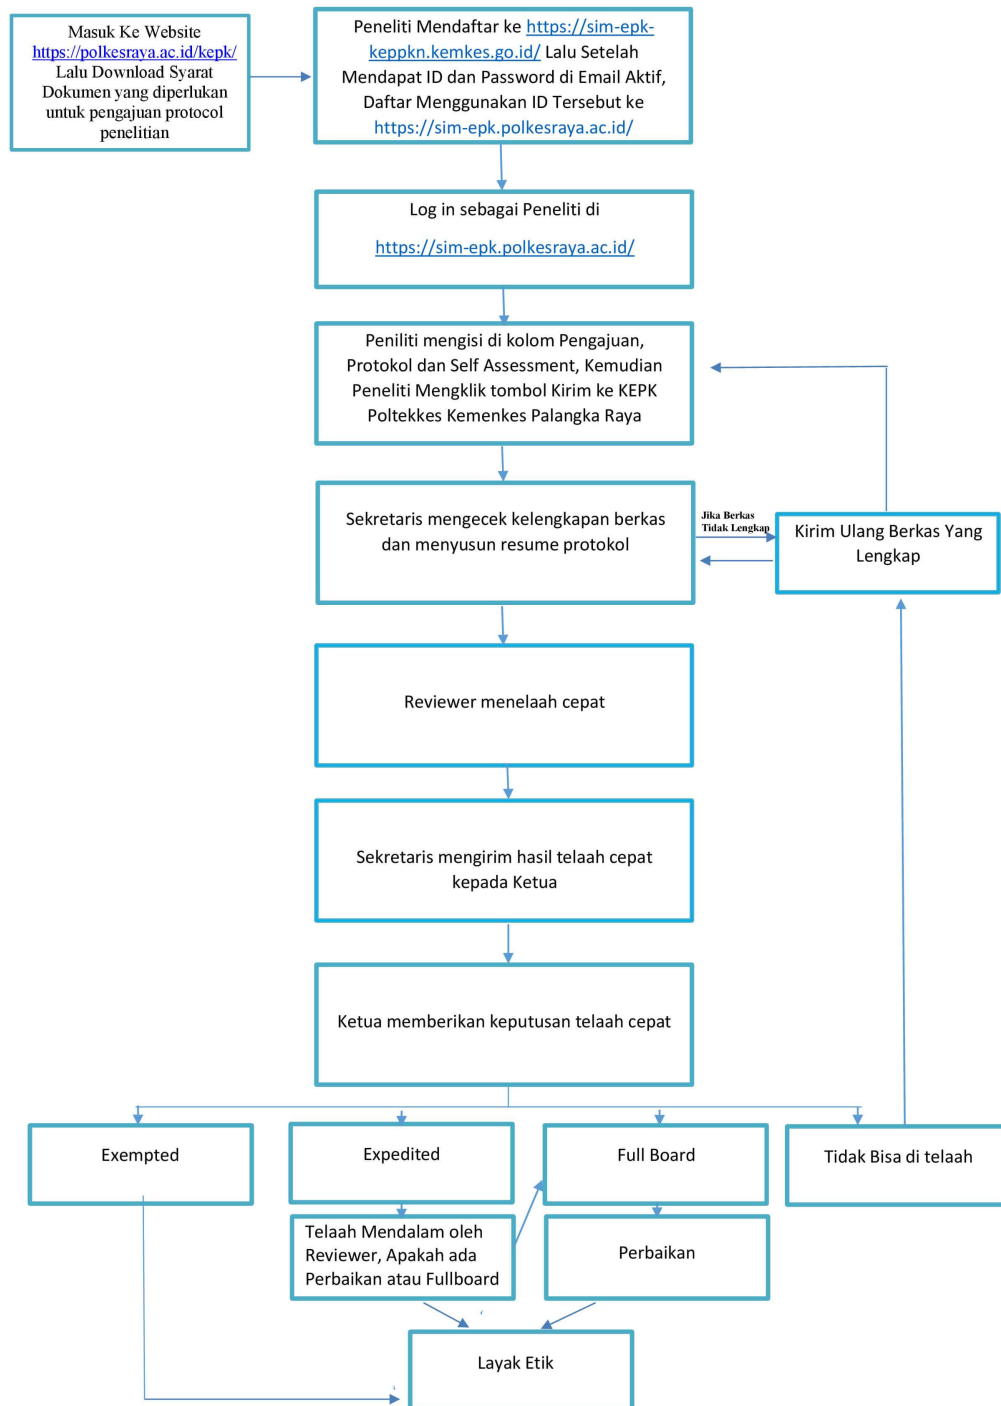 Masuk Ke Website
https://polkesraya.ac.id/kepk/
Lalu Download Syarat
Dokumen yang diperlukan
untuk pengajuan protocol
penelitian
Peneliti Mendaftar ke https://sim-epk-
keppkn.kemkes.go.id/ Lalu Setelah
Mendapat ID dan Password di Email Aktif,
Daftar Menggunakan ID Tersebut ke
https://sim-epk.polkesraya.ac.id/
Log in sebagai Peneliti di
https://sim-epk.polkesraya.ac.id/
Peniliti mengisi di kolom Pengajuan,
Protokol dan Self Assessment, Kemudian
Peneliti Mengklik tombol Kirim ke KEPK
Poltekkes Kemenkes Palangka Raya
Sekretaris mengecek kelengkapan berkas
dan menyusun resume protokol
Jika Berkas
Tidak Lengkap
Kirim Ulang Berkas Yang
Lengkap
Reviewer menelaah cepat
Sekretaris mengirim hasil telaah cepat
kepada Ketua
Ketua memberikan keputusan telaah cepat
Exempted
Expedited
Full Board
Tidak Bisa di telaah
Telaah Mendalam oleh
Reviewer, Apakah ada
Perbaikan atau Fullboard
Perbaikan
Layak Etik